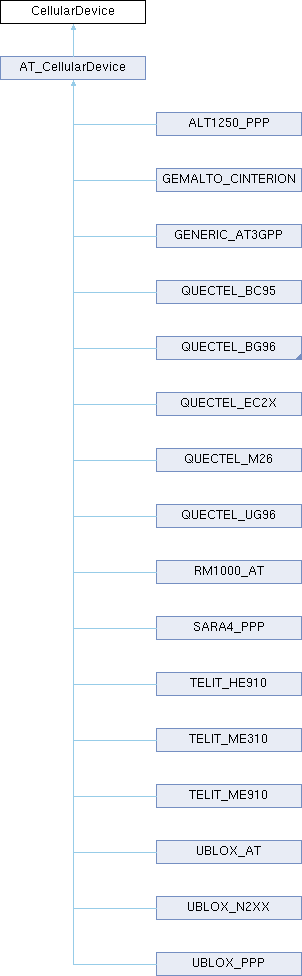 CellularDevice
AT_CellularDevice
ALT1250_PPP
GEMALTO_CINTERION
GENERIC_AT3GPP
QUECTEL_BC95
QUECTEL_BG96
QUECTEL_EC2X
QUECTEL_M26
QUECTEL_UG96
RM1000_AT
SARA4_PPP
TELIT_HE910
TELIT_ME310
TELIT_ME910
UBLOX_AT
UBLOX_N2XX
UBLOX_PPP